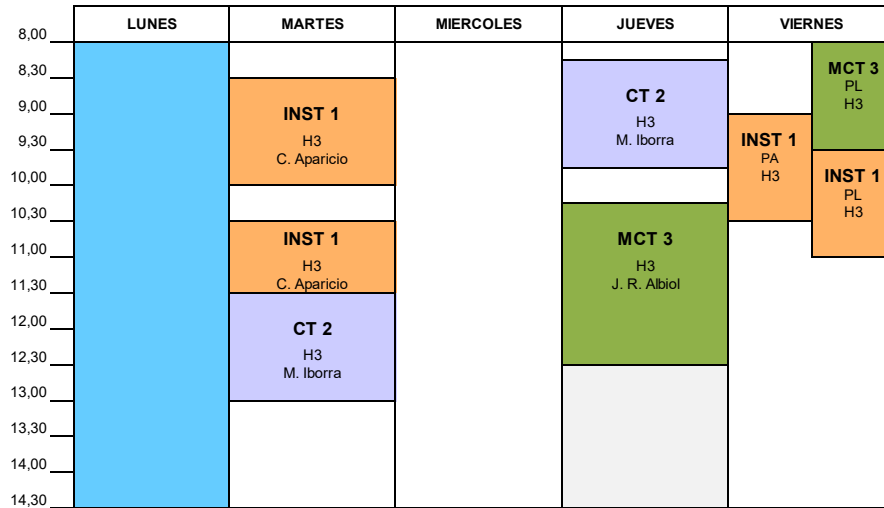 LUNES MARTES MIERCOLES JUEVES VIERNES
8,00
8,30
9,00
9,30
10,00
10,30
11,00
11,30
12,00
12,30
13,00
13,30
14,00
14,30
INST 1
H3
C. Aparicio
INST 1
H3
C. Aparicio
CT 2
H3
M. Iborra
CT 2
H3
M. Iborra
MCT 3
H3
J. R. Albiol
INST 1
PA
H3
MCT 3
PL
H3
INST 1
PL
H3